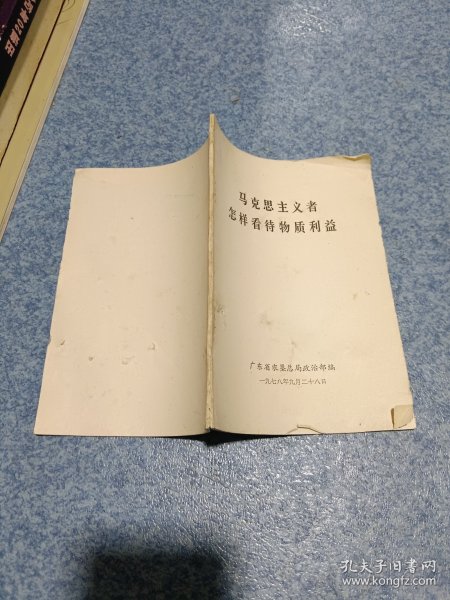 马克思主义者
怎样看待物质利益
广东省农垦总局政治部编
一九七八年九月二十八日
孔夫子旧书网
www.kongfz.com